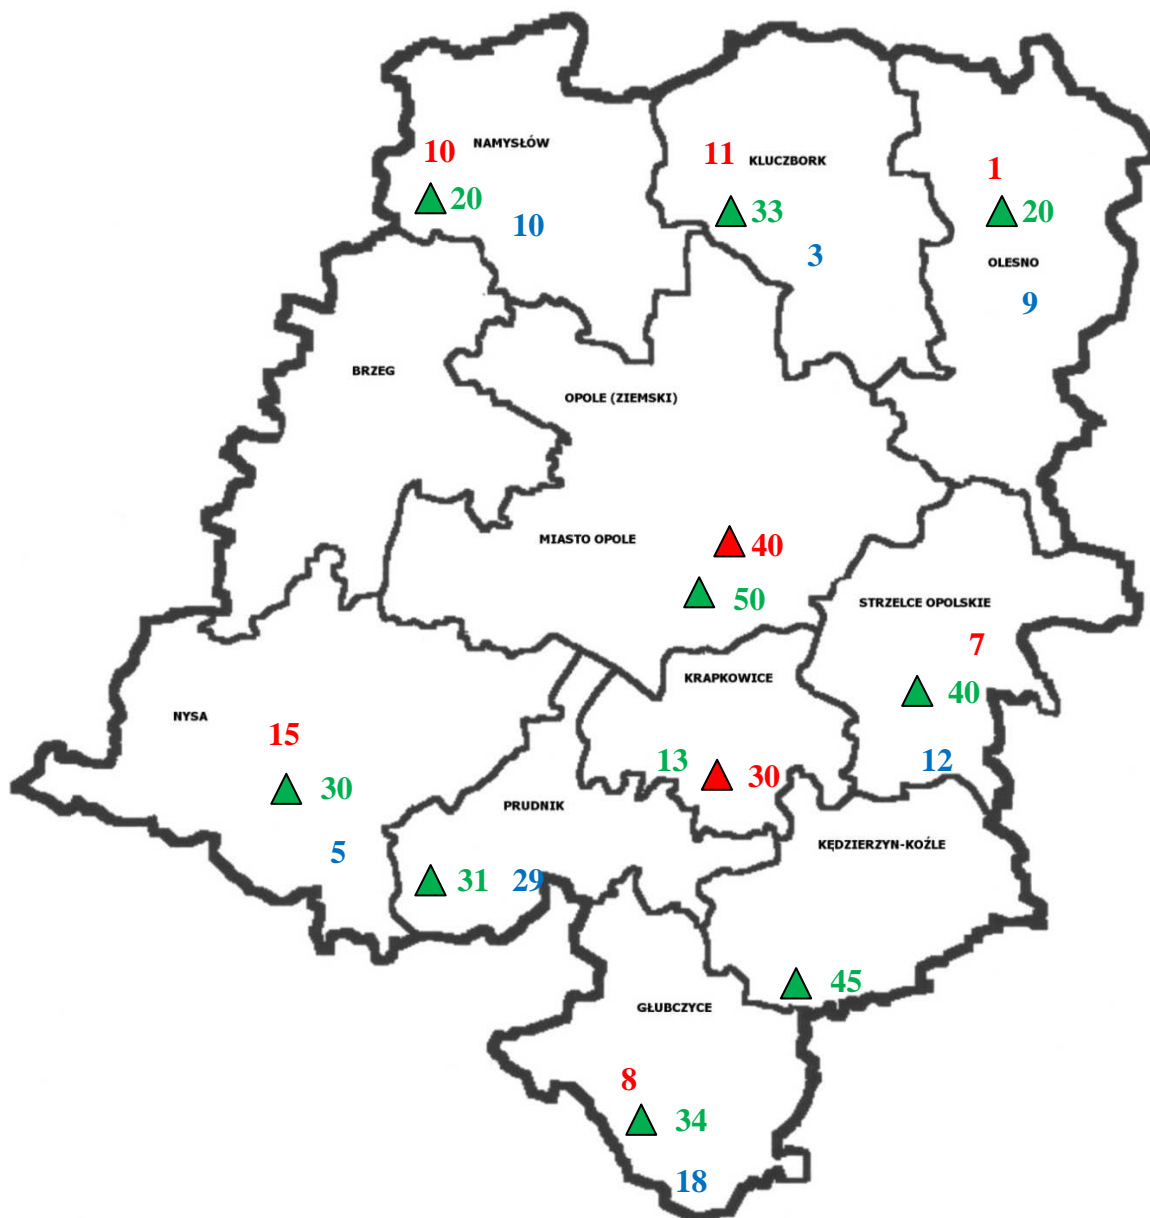 NAMYSŁÓW
10
20
10
11
KLUCZBORK
33
3
1
20
OLESNO
9
BRZEG
OPOLE (ZIEMSKI)
MIASTO OPOLE
40
50
STRZELCE OPOLSKIE
7
40
12
KRAPKOWICE
13
30
NYSA
15
30
5
PRUDNIK
31
29
KĘDZIERZYN-KOŹLE
45
GŁUBCZYCE
8
34
18